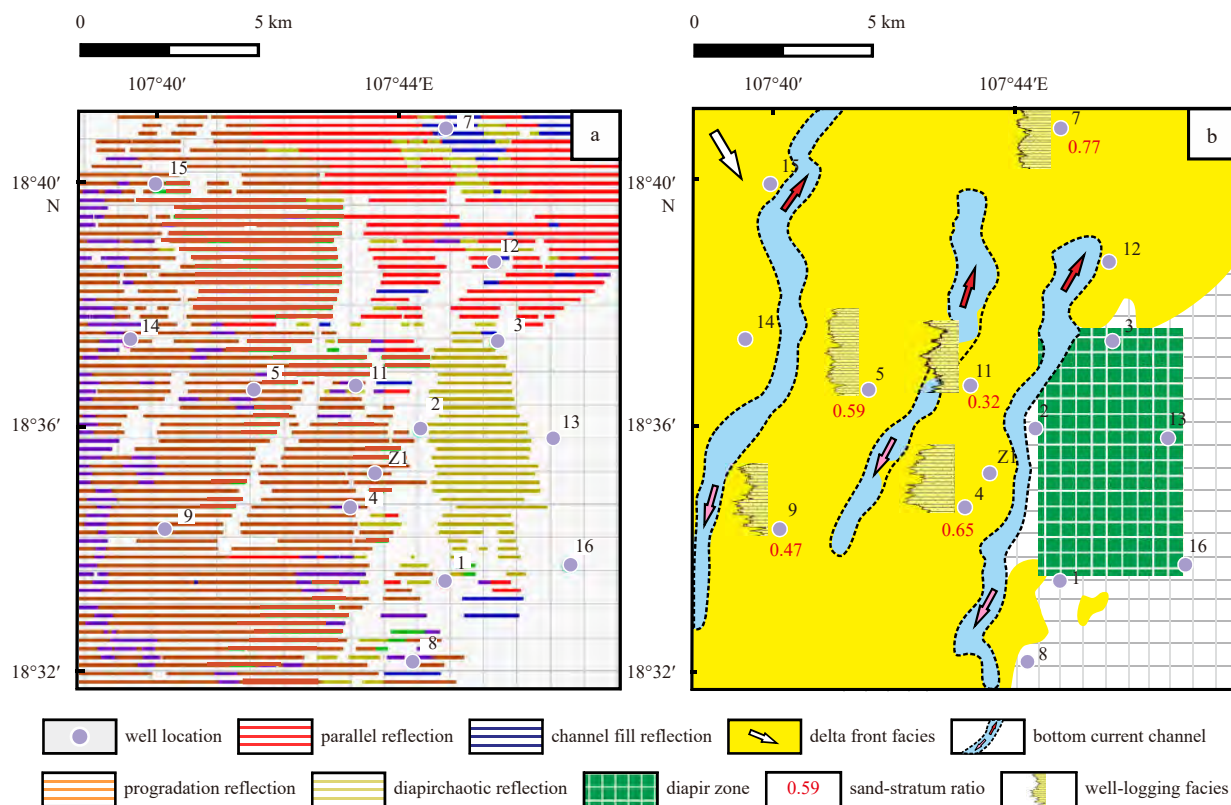 0 5 km 0 5 km
107°40′ 107°44′E 107°40′ 107°44′E
a b
7 7
0.77
15 15
18°40′ 18°40′
N N
12 12
14 3 14 3
5 11 5 11
0.59 0.32
2 2
18°36′ 18°36′
13 13
Z1 Z1
4 4
9 9
0.65
0.47
16 16
1 1
8 8
18°32′ 18°32′
well location parallel reflection channel fill reflection delta front facies bottom current channel
progradation reflection diapirchaotic reflection diapir zone 0.59 sand-stratum ratio well-logging facies